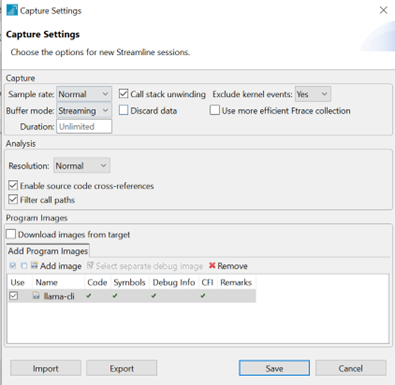 Capture Settings
Capture Settings
Choose the options for new Streamline sessions.
Capture
Sample rate: Normal Call stack unwinding Exclude kernel events: Yes
Buffer mode: Streaming Discard data Use more efficient Ftrace collection
Duration: Unlimited
Analysis
Resolution: Normal
Enable source code cross-references
Filter call paths
Program Images
Download images from target
Add Program Images
Add image Select separate debug image Remove
Use Name Code Symbols Debug Info CFI Remarks
llama-cli
Import Export Save Cancel